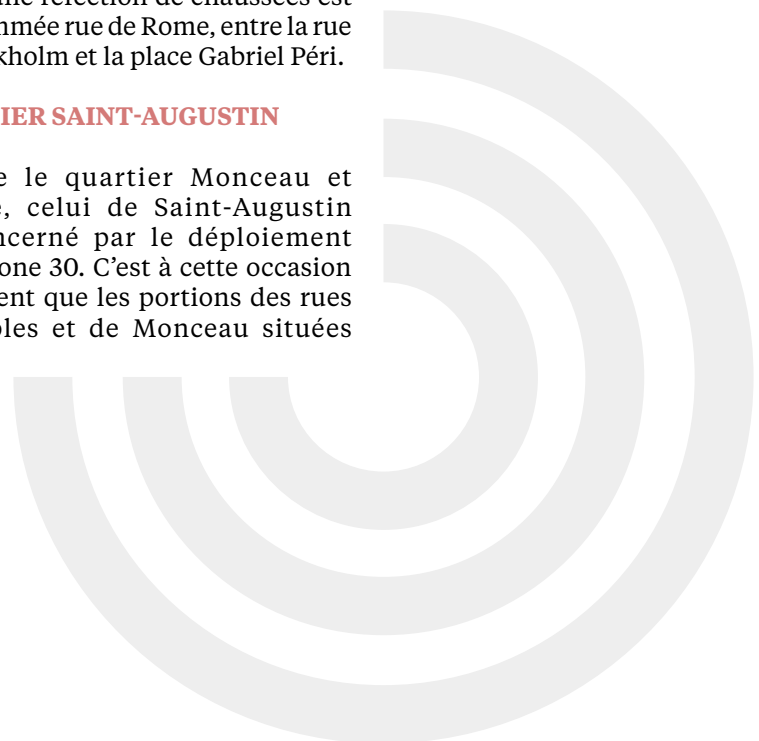 une réfection de chaussées est
mmée rue de Rome, entre la rue
kholm et la place Gabriel Péri.
IER SAINT-AUGUSTIN
e le quartier Monceau et
, celui de Saint-Augustin
ncerné par le déploiement
one 30. C'est à cette occasion
ent que les portions des rues
ples et de Monceau situées